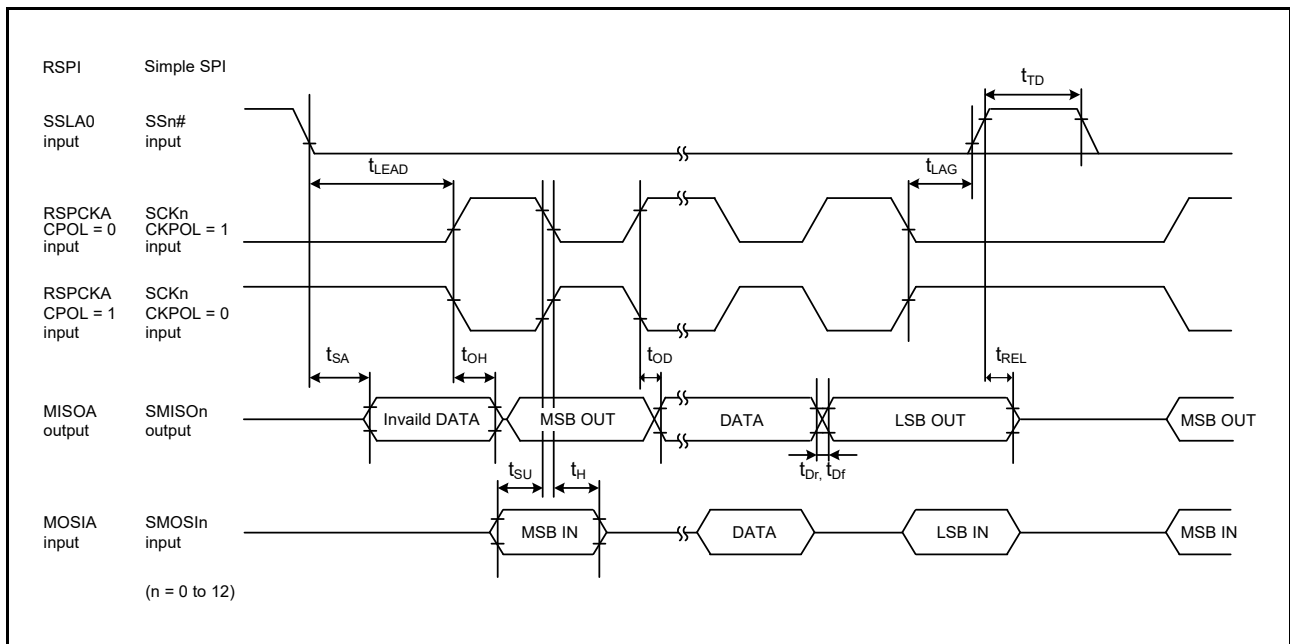 RSPI Simple SPI
tTD
SSLA0 SSn#
input input
tLEAD tLAG
RSPCKA SCKn
CPOL = 0 CKPOL = 1
input input
RSPCKA SCKn
CPOL = 1 CKPOL = 0
input input
tSA tOH tOD tREL
MISOA SMISOn
output output
Invaild DATA MSB OUT DATA LSB OUT MSB OUT
tSU tH tDr, tDf
MOSIA SMOSIn
input input
MSB IN DATA LSB IN MSB IN
(n = 0 to 12)